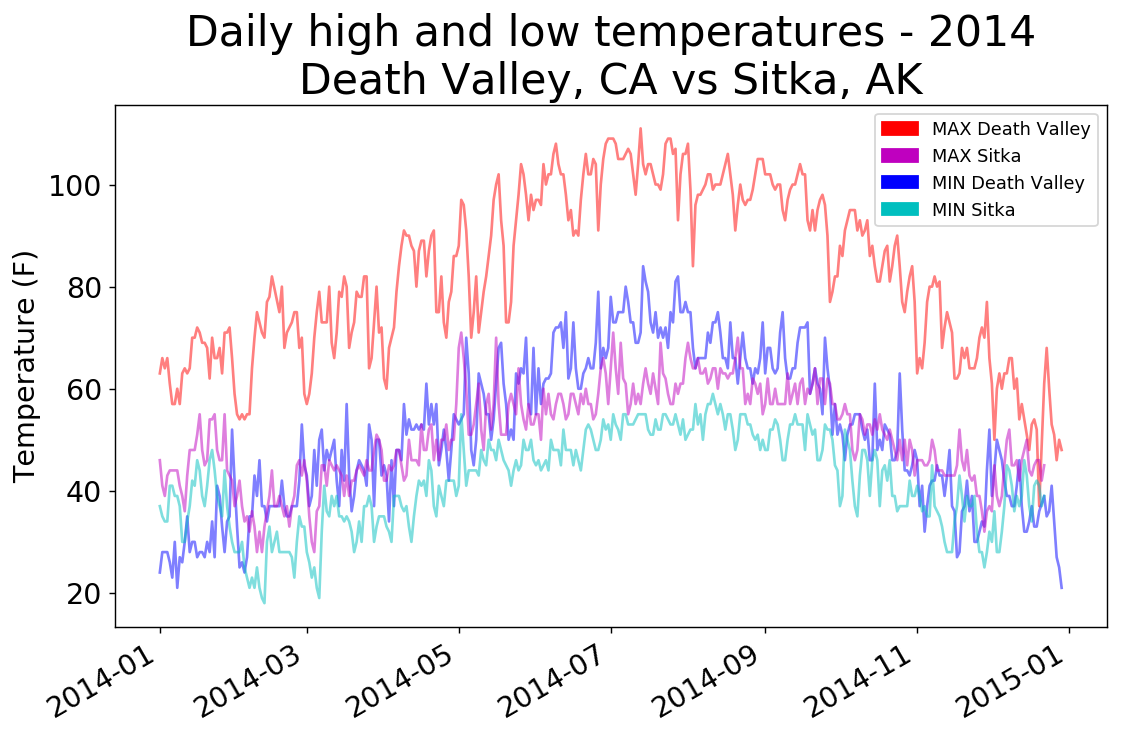 Daily high and low temperatures - 2014
Death Valley, CA vs Sitka, AK
MAX Death Valley
MAX Sitka
MIN Death Valley
MIN Sitka
Temperature (F)
100
80
60
40
20
2014-01
2014-03
2014-05
2014-07
2014-09
2014-11
2015-01